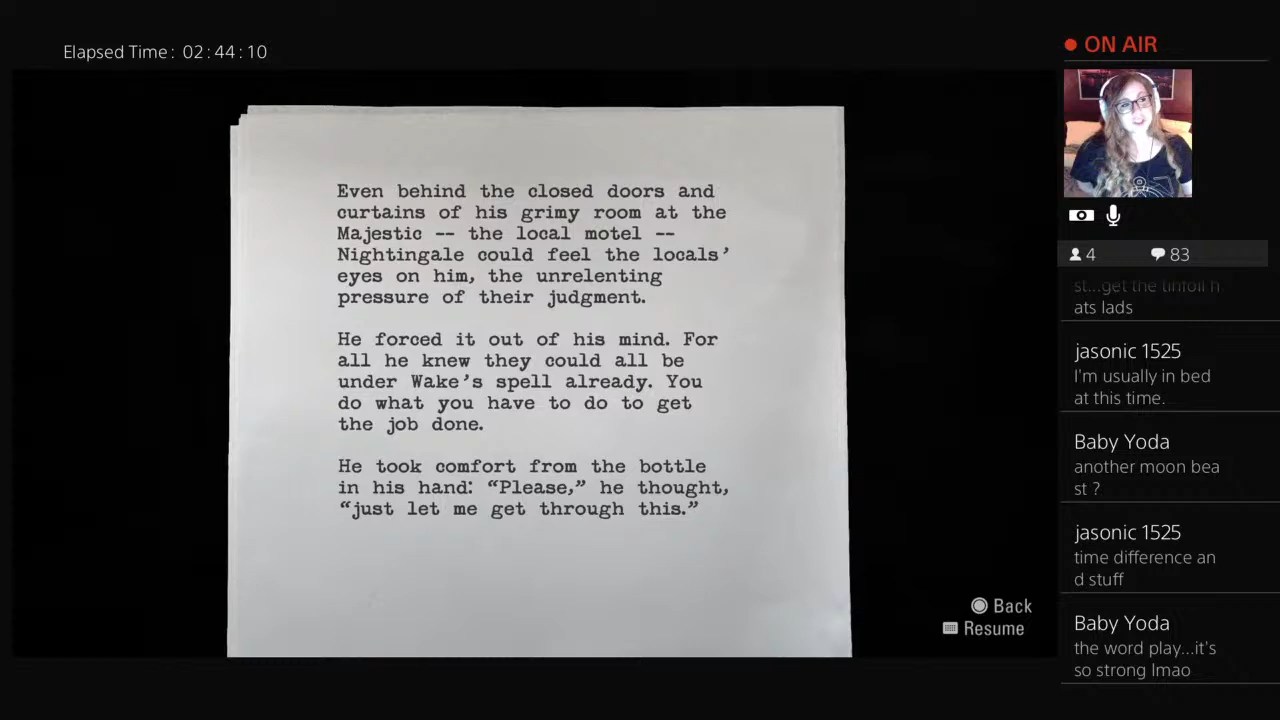 Elapsed Time: 02:44:10
Even behind the closed doors and
curtains of his grimy room at the
Majestic -- the local motel --
Nightingale could feel the locals'
eyes on him, the unrelenting
pressure of their judgment.
He forced it out of his mind. For
all he knew they could all be
under Wake's spell already. You
do what you have to do to get
the job done.
He took comfort from the bottle
in his hand: “Please,” he thought,
“just let me get through this.”
Back
Resume
ON AIR
4
83
st...get the tinfoil h
ats lads
jasonic 1525
I'm usually in bed
at this time.
Baby Yoda
another moon bea
st ?
jasonic 1525
time difference an
d stuff
Baby Yoda
the word play...it's
so strong lmao